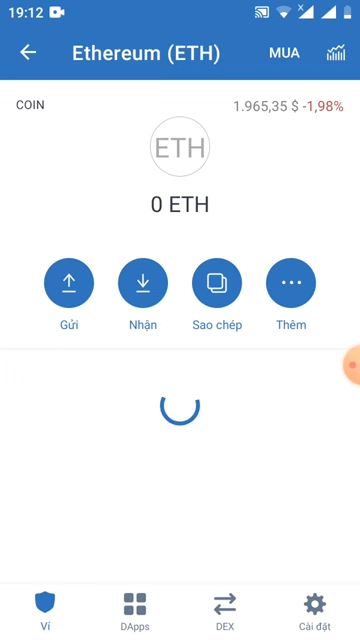 19:12
Ethereum (ETH)
MUA
COIN
1.965,35 $ -1,98%
ETH
0 ETH
Gửi
Nhận
Sao chép
Thêm
Ví
DApps
DEX
Cài đặt